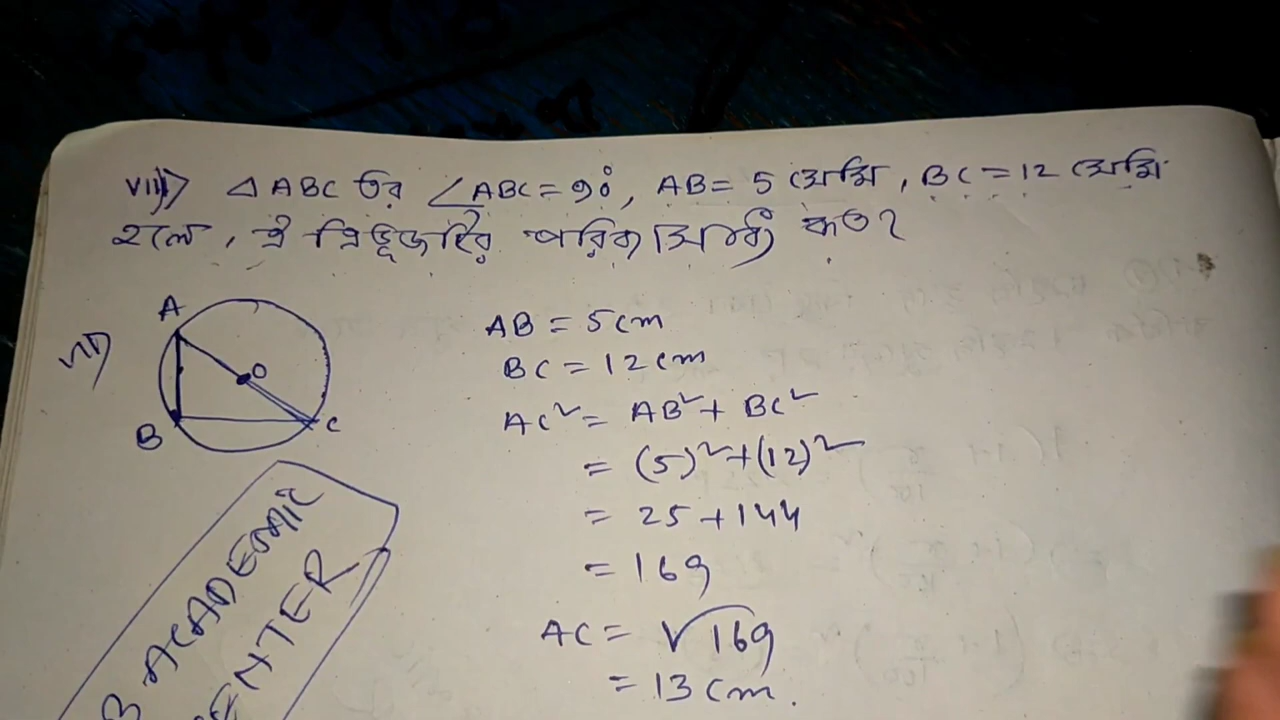 viii) △ABC এর ∠ABC = 90°, AB = 5 সেমি, BC = 12 সেমি
হলে, ঐ ত্রিভূজটির পরিব্যাসার্ধ কত?
A
O
B
C
AB = 5cm
BC = 12cm
AC² = AB² + BC²
= (5)² + (12)²
= 25 + 144
= 169
AC = √169
= 13 cm.
ACADEMIC